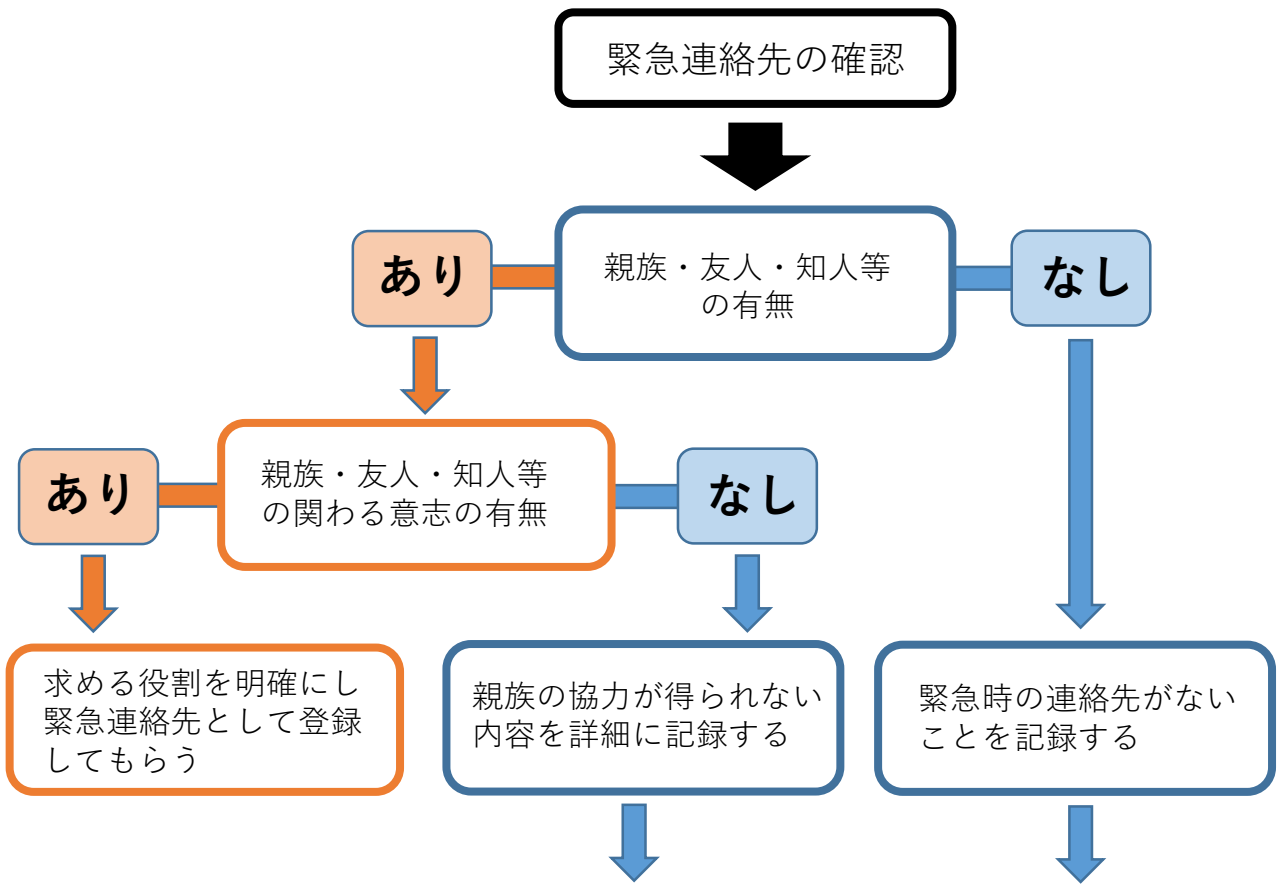 緊急連絡先の確認
あり
親族・友人・知人等
の有無
なし
あり
親族・友人・知人等
の関わる意志の有無
なし
求める役割を明確にし
緊急連絡先として登録
してもらう
親族の協力が得られない
内容を詳細に記録する
緊急時の連絡先がない
ことを記録する